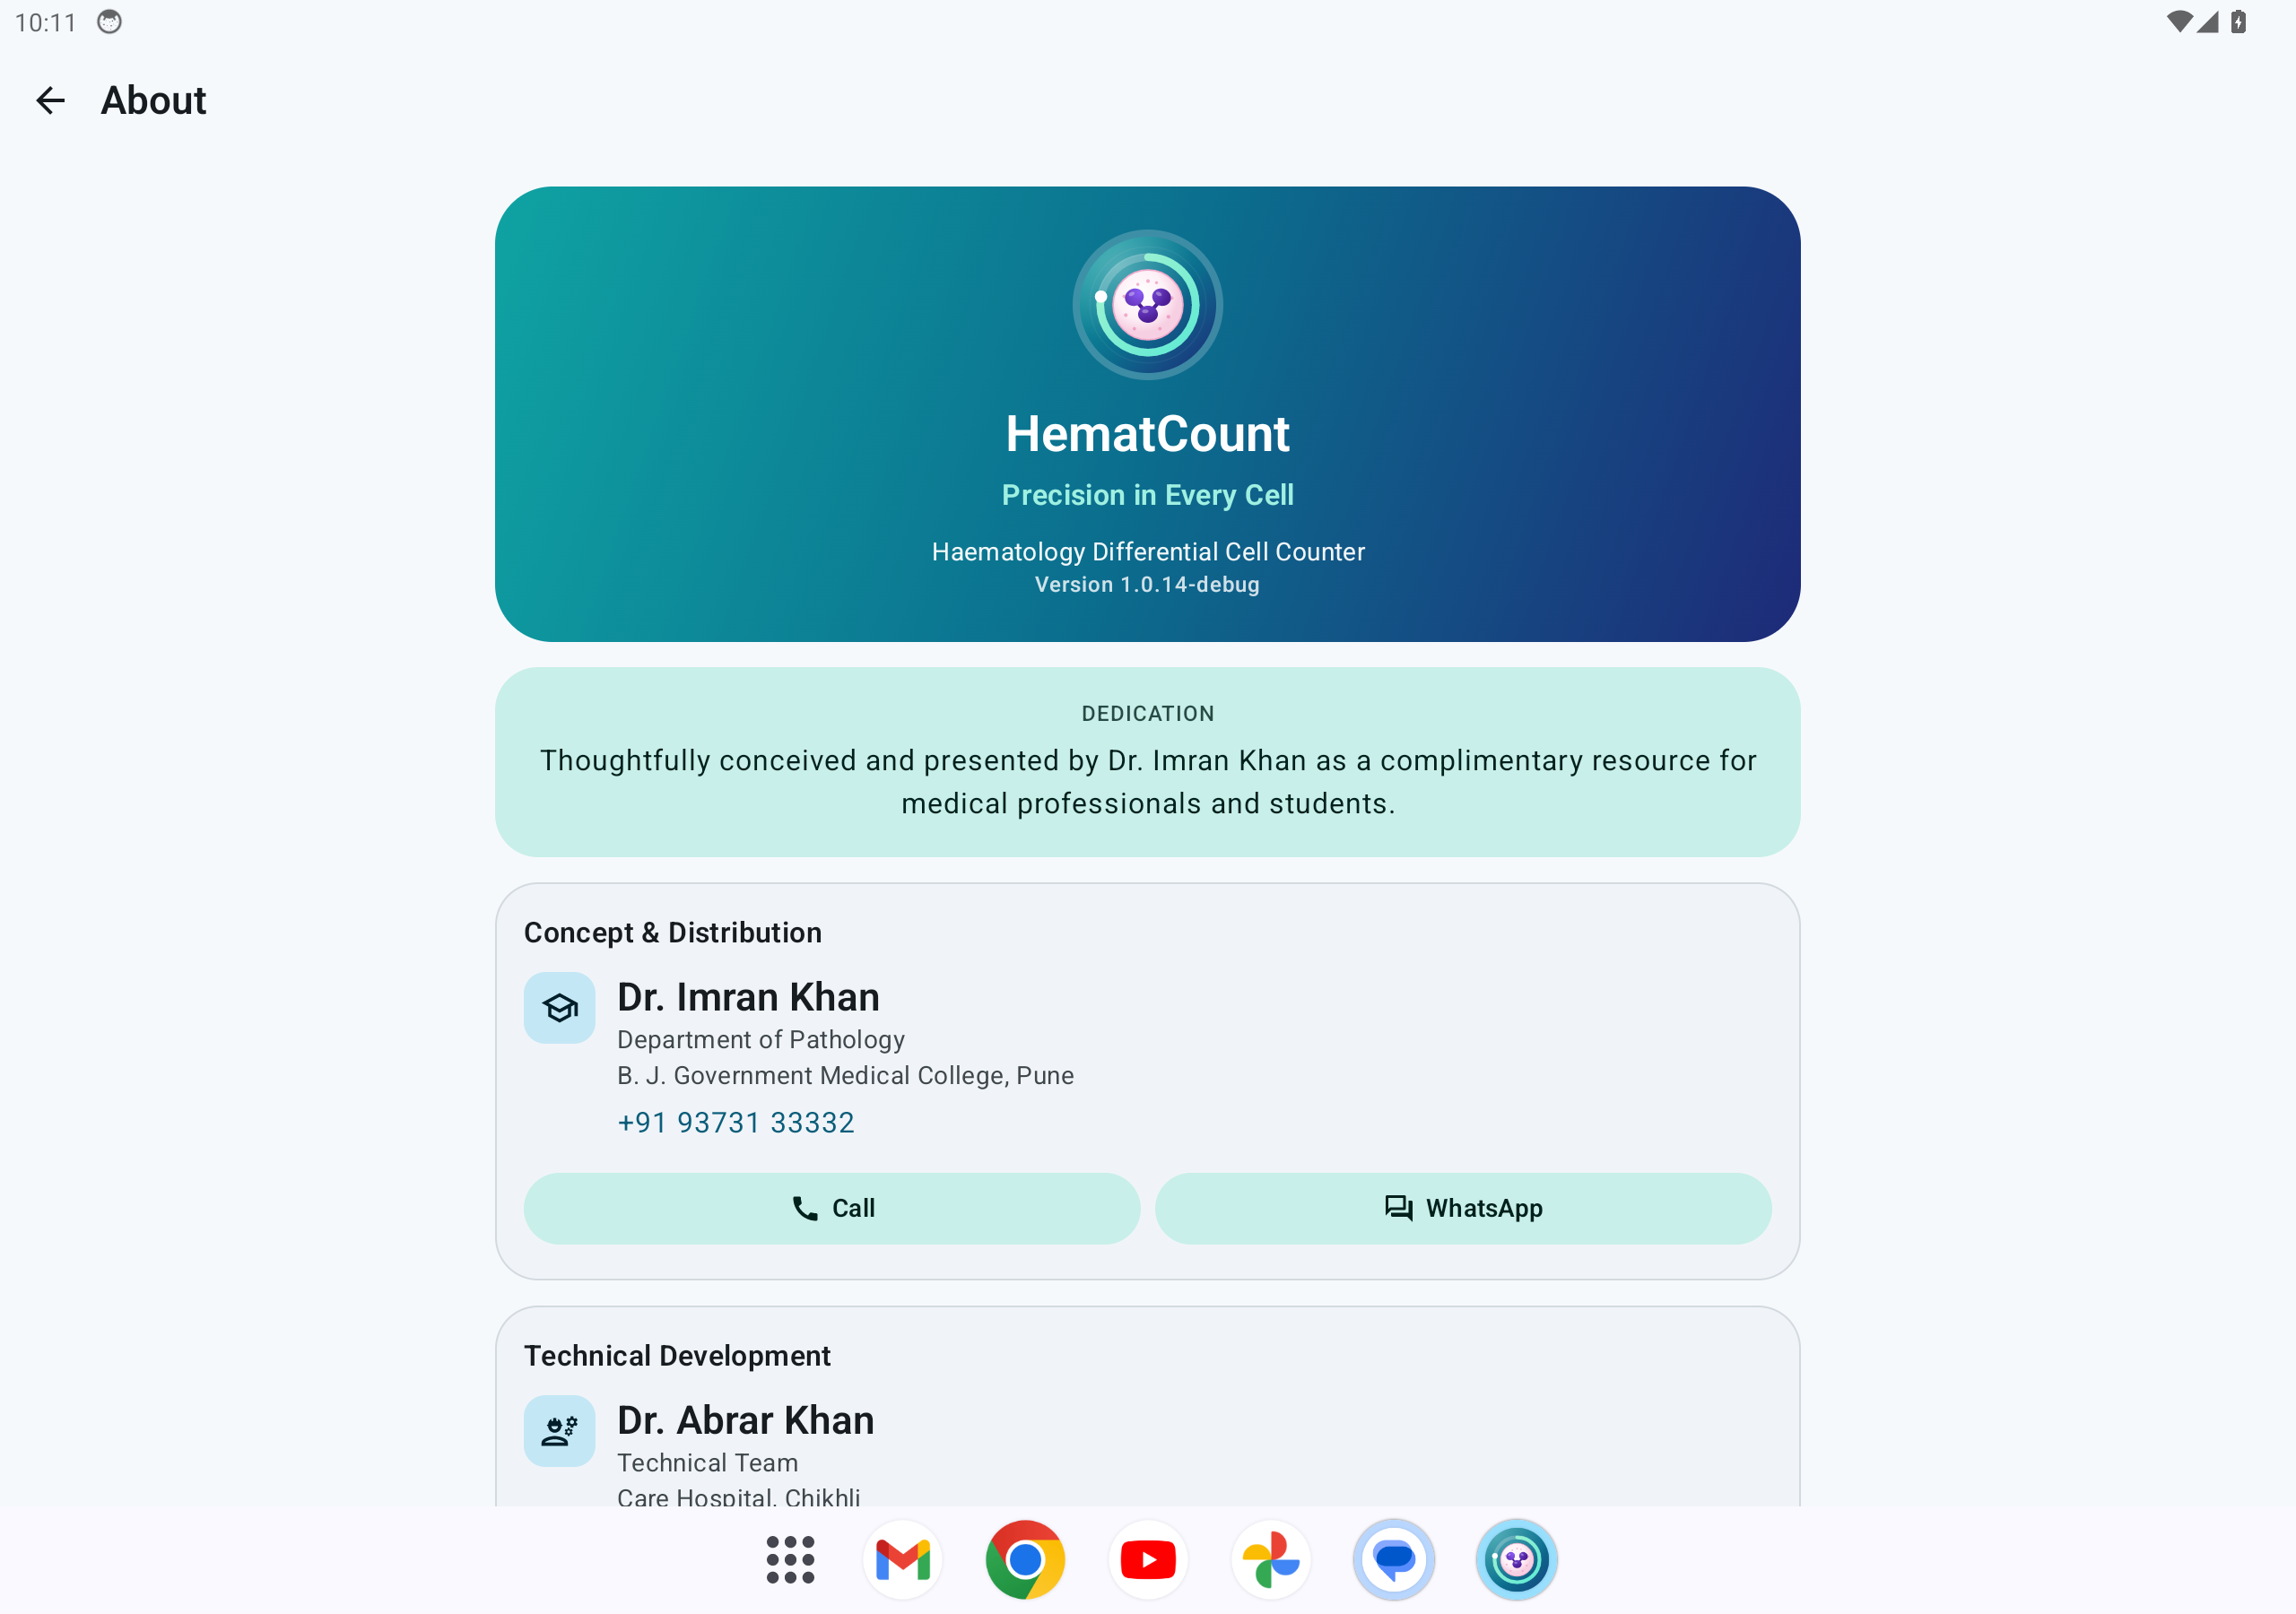 10:11
About
HematCount
Precision in Every Cell
Haematology Differential Cell Counter
Version 1.0.14-debug
DEDICATION
Thoughtfully conceived and presented by Dr. Imran Khan as a complimentary resource for
medical professionals and students.
Concept & Distribution
Dr. Imran Khan
Department of Pathology
B. J. Government Medical College, Pune
+91 93731 33332
Call
WhatsApp
Technical Development
Dr. Abrar Khan
Technical Team
Care Hospital, Chikhli